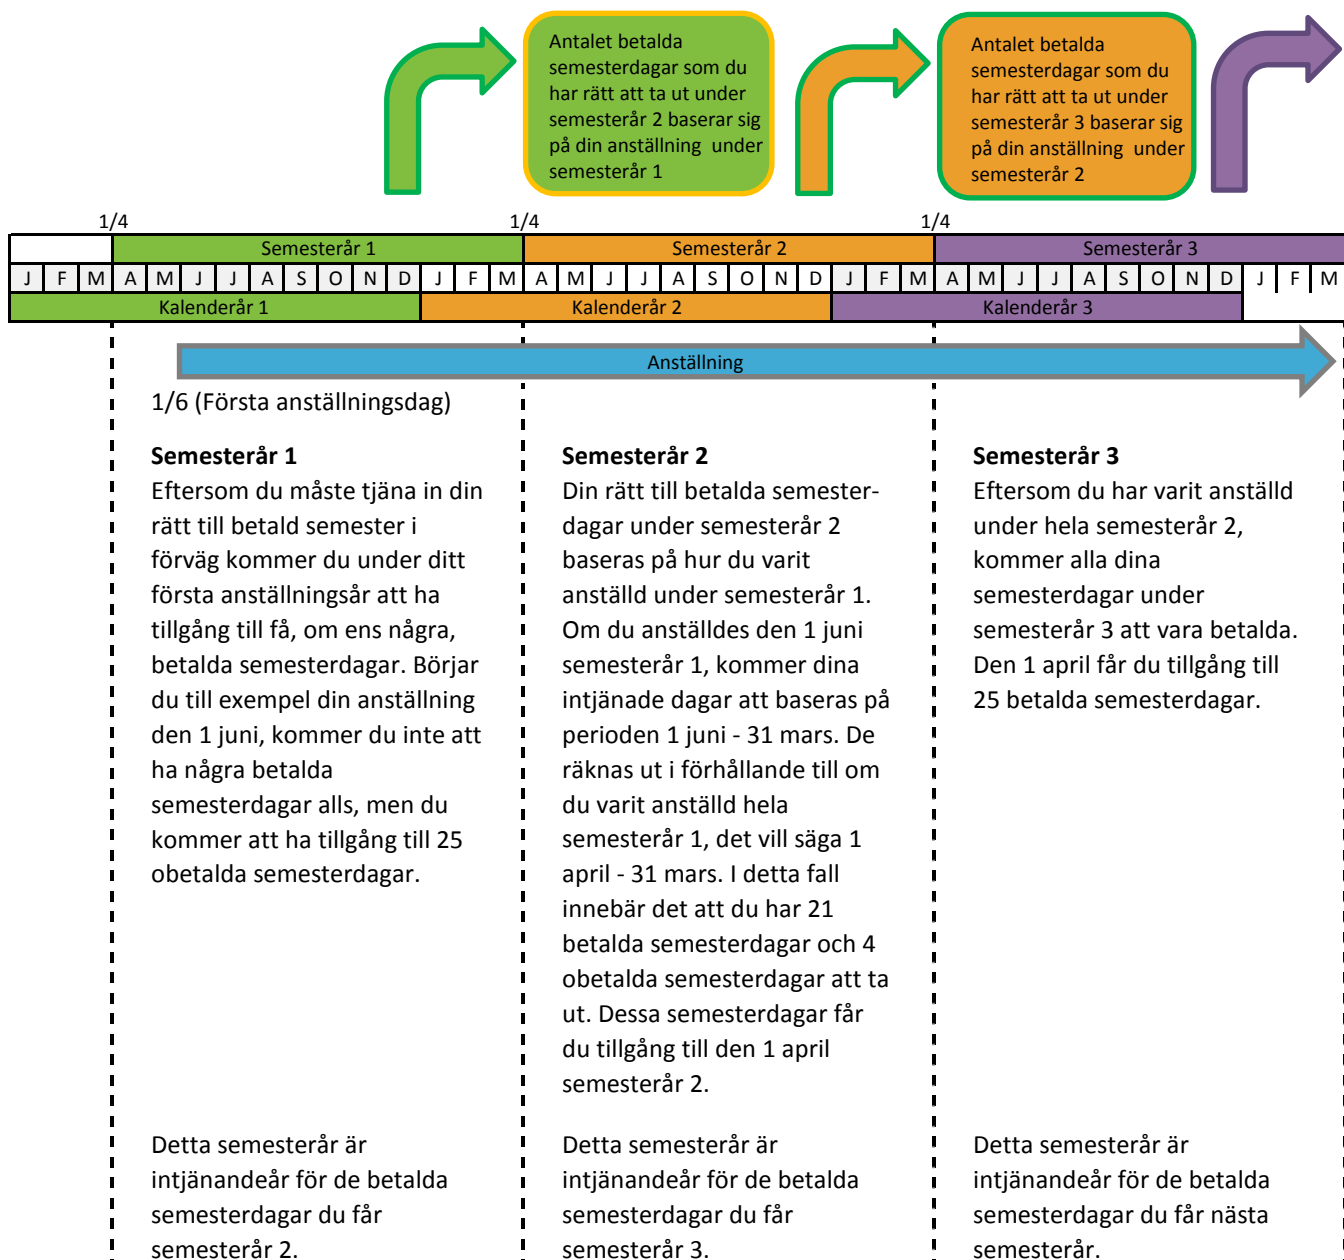 Antalet betalda
semesterdagar som du
har rätt att ta ut under
semesterår 2 baserar sig
på din anställning under
semesterår 1
Antalet betalda
semesterdagar som du
har rätt att ta ut under
semesterår 3 baserar sig
på din anställning under
semesterår 2
1/4 1/4 1/4
Semesterår 1 Semesterår 2 Semesterår 3
J F M A M J J A S O N D J F M A M J J A S O N D J F M A M J J A S O N D J F M
Kalenderår 1 Kalenderår 2 Kalenderår 3
Anställning
1/6 (Första anställningsdag)
Semesterår 1
Eftersom du måste tjäna in din
rätt till betald semester i
förväg kommer du under ditt
första anställningsår att ha
tillgång till få, om ens några,
betalda semesterdagar. Börjar
du till exempel din anställning
den 1 juni, kommer du inte att
ha några betalda
semesterdagar alls, men du
kommer att ha tillgång till 25
obetalda semesterdagar.
Detta semesterår är
intjänandeår för de betalda
semesterdagar du får
semesterår 2.
Semesterår 2
Din rätt till betalda semester-
dagar under semesterår 2
baseras på hur du varit
anställd under semesterår 1.
Om du anställdes den 1 juni
semesterår 1, kommer dina
intjänade dagar att baseras på
perioden 1 juni - 31 mars. De
räknas ut i förhållande till om
du varit anställd hela
semesterår 1, det vill säga 1
april - 31 mars. I detta fall
innebär det att du har 21
betalda semesterdagar och 4
obetalda semesterdagar att ta
ut. Dessa semesterdagar får
du tillgång till den 1 april
semesterår 2.
Detta semesterår är
intjänandeår för de betalda
semesterdagar du får
semesterår 3.
Semesterår 3
Eftersom du har varit anställd
under hela semesterår 2,
kommer alla dina
semesterdagar under
semesterår 3 att vara betalda.
Den 1 april får du tillgång till
25 betalda semesterdagar.
Detta semesterår är
intjänandeår för de betalda
semesterdagar du får nästa
semesterår.